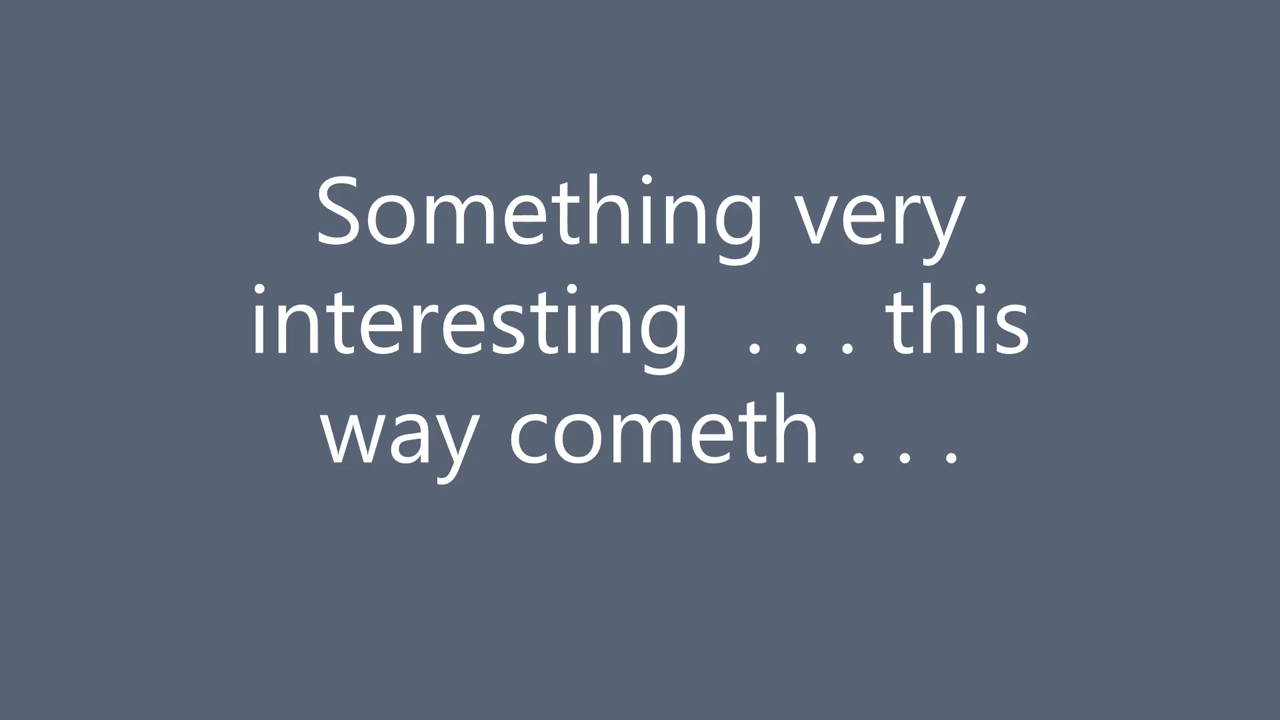 Something very
interesting  . . . this
way cometh . . .